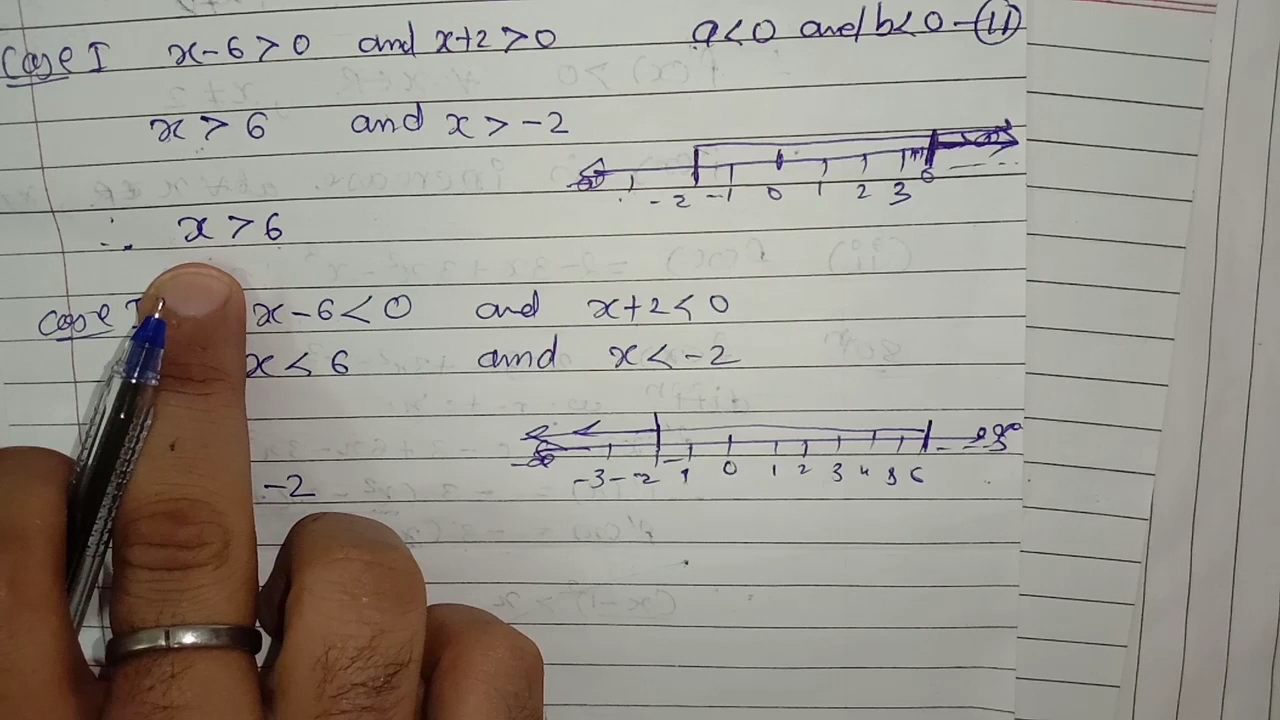 Case I x-6>0 and x+2>0 a<0 and b<0 -(II)
x > 6 and x > -2
-2 -1 0 1 2 3 6
∴ x > 6
Case x-6<0 and x+2<0
x < 6 and x < -2
-3 -2 -1 0 1 2 3 4 5 6
-2